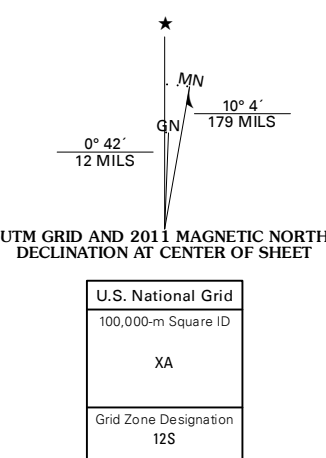 ★
MN
GN
10° 4´
179 MILS
0° 42´
12 MILS
UTM GRID AND 2011 MAGNETIC NORTH
DECLINATION AT CENTER OF SHEET
U.S. National Grid
100,000-m Square ID
XA
Grid Zone Designation
12S